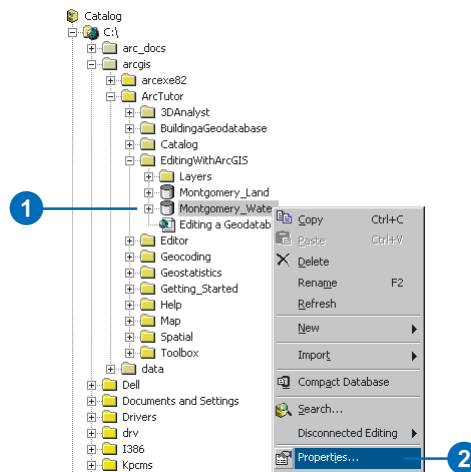 Catalog
C:\
arc_docs
arcgis
arcexe82
ArcTutor
3DAnalyst
BuildingaGeodatabase
Catalog
EditingWithArcGIS
Layers
Montgomery_Land
1
Montgomery_Wate
Editing a Geodatab
Editor
Geocoding
Geostatistics
Getting_Started
Help
Map
Spatial
Toolbox
data
Dell
Documents and Settings
Drivers
drv
I386
Kpcms
Copy Ctrl+C
Paste Ctrl+V
Delete
Rename F2
Refresh
New
Import
Compact Database
Search...
Disconnected Editing
Properties... 2